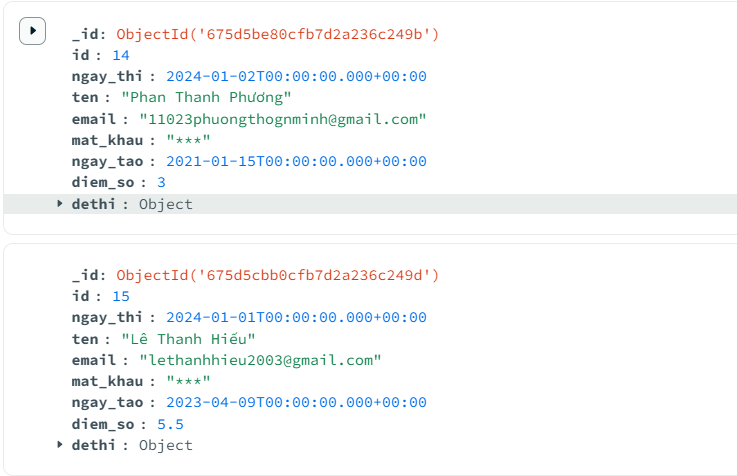 _id: ObjectId('675d5be80cfb7d2a236c249b')
id : 14
ngay_thi : 2024-01-02T00:00:00.000+00:00
ten : "Phan Thanh Phương"
email : "11023phuongthognminh@gmail.com"
mat_khau : "***"
ngay_tao : 2021-01-15T00:00:00.000+00:00
diem_so : 3
dethi : Object
_id: ObjectId('675d5cbb0cfb7d2a236c249d')
id : 15
ngay_thi : 2024-01-01T00:00:00.000+00:00
ten : "Lê Thanh Hiếu"
email : "lethanhhieu2003@gmail.com"
mat_khau : "***"
ngay_tao : 2023-04-09T00:00:00.000+00:00
diem_so : 5.5
dethi : Object